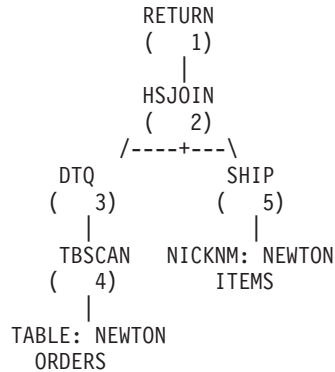 RETURN
(   1)
|
HSJOIN
(   2)
/----+---\
DTQ SHIP
(   3) (   5)
| |
TBSCAN NICKNM: NEWTON
(   4) ITEMS
|
TABLE: NEWTON
ORDERS